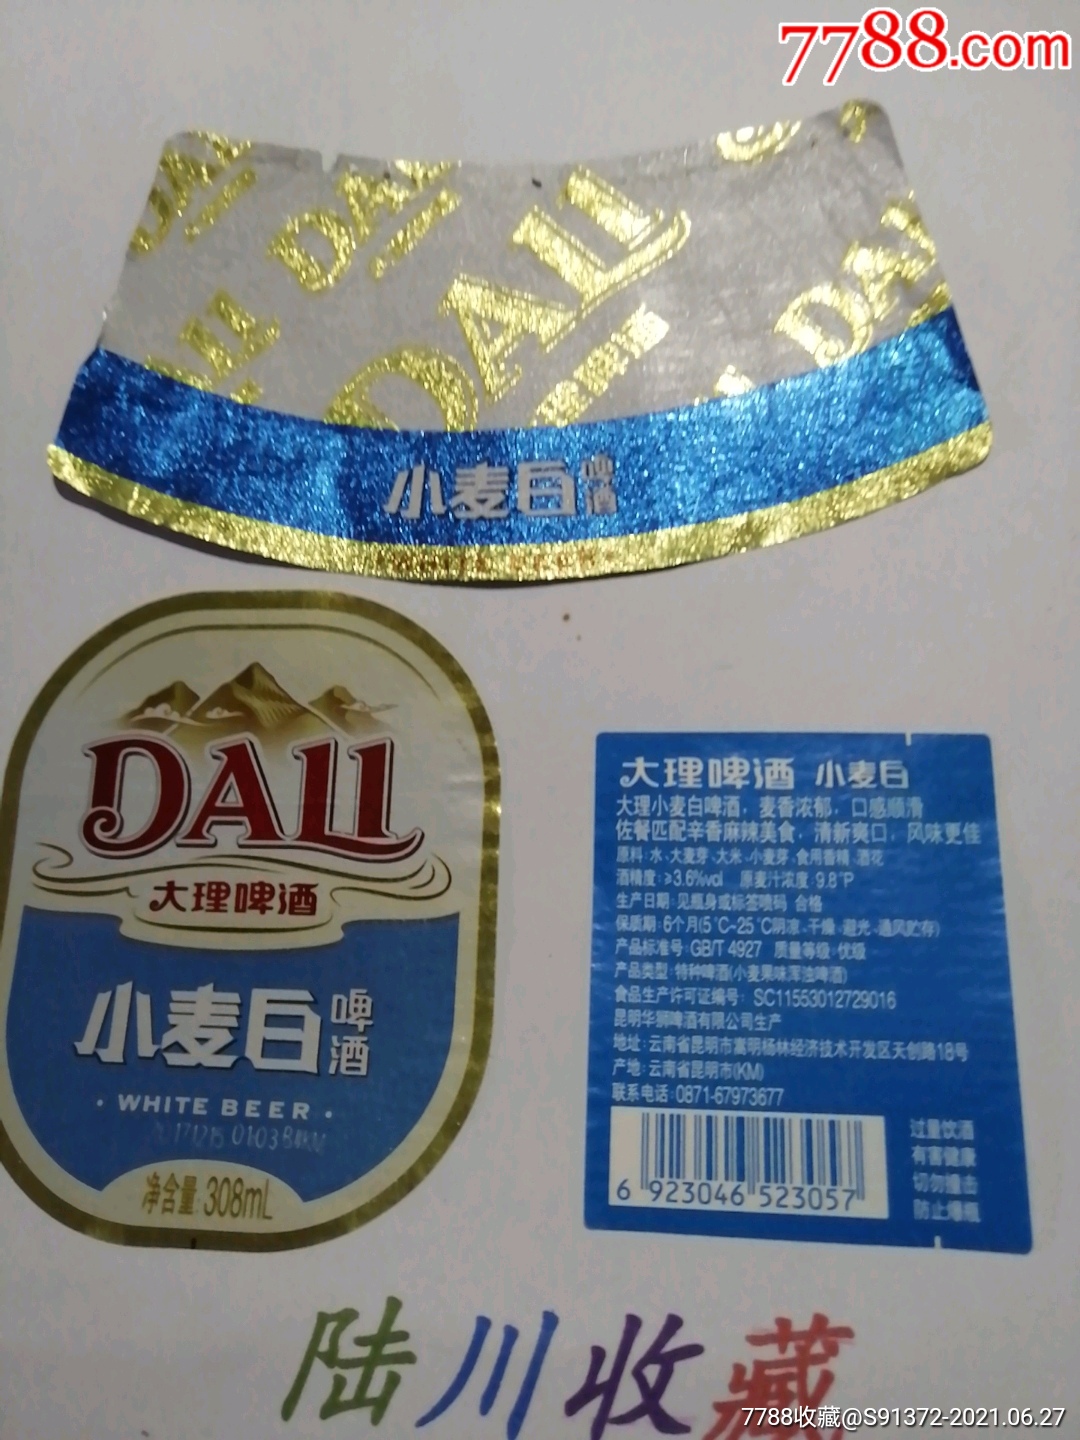 7788.com
DALI
DALI
DALI
DALI
小麦白啤酒
DALI
大理啤酒
小麦白啤酒
· WHITE BEER ·
净含量:308mL
大理啤酒 小麦白
大理小麦白啤酒，麦香浓郁，口感顺滑
佐餐匹配辛香麻辣美食，清新爽口，风味更佳
原料:水、大麦芽、大米、小麦芽、食用香精、酒花
酒精度:≥3.6%vol 原麦汁浓度:9.8°P
生产日期:见瓶身或标签喷码 合格
保质期:6个月(5℃-25℃阴凉、干燥、避光、通风贮存)
产品标准号:GB/T 4927 质量等级:优级
产品类型:特种啤酒(小麦果味浑浊啤酒)
食品生产许可证编号:SC11553012729016
昆明华狮啤酒有限公司生产
地址:云南省昆明市嵩明杨林经济技术开发区天创路18号
产地:云南省昆明市(KM)
联系电话:0871-67973677
6 923046 523057
过量饮酒
有害健康
切勿撞击
防止爆瓶
陆川收藏
7788收藏@S91372-2021.06.27